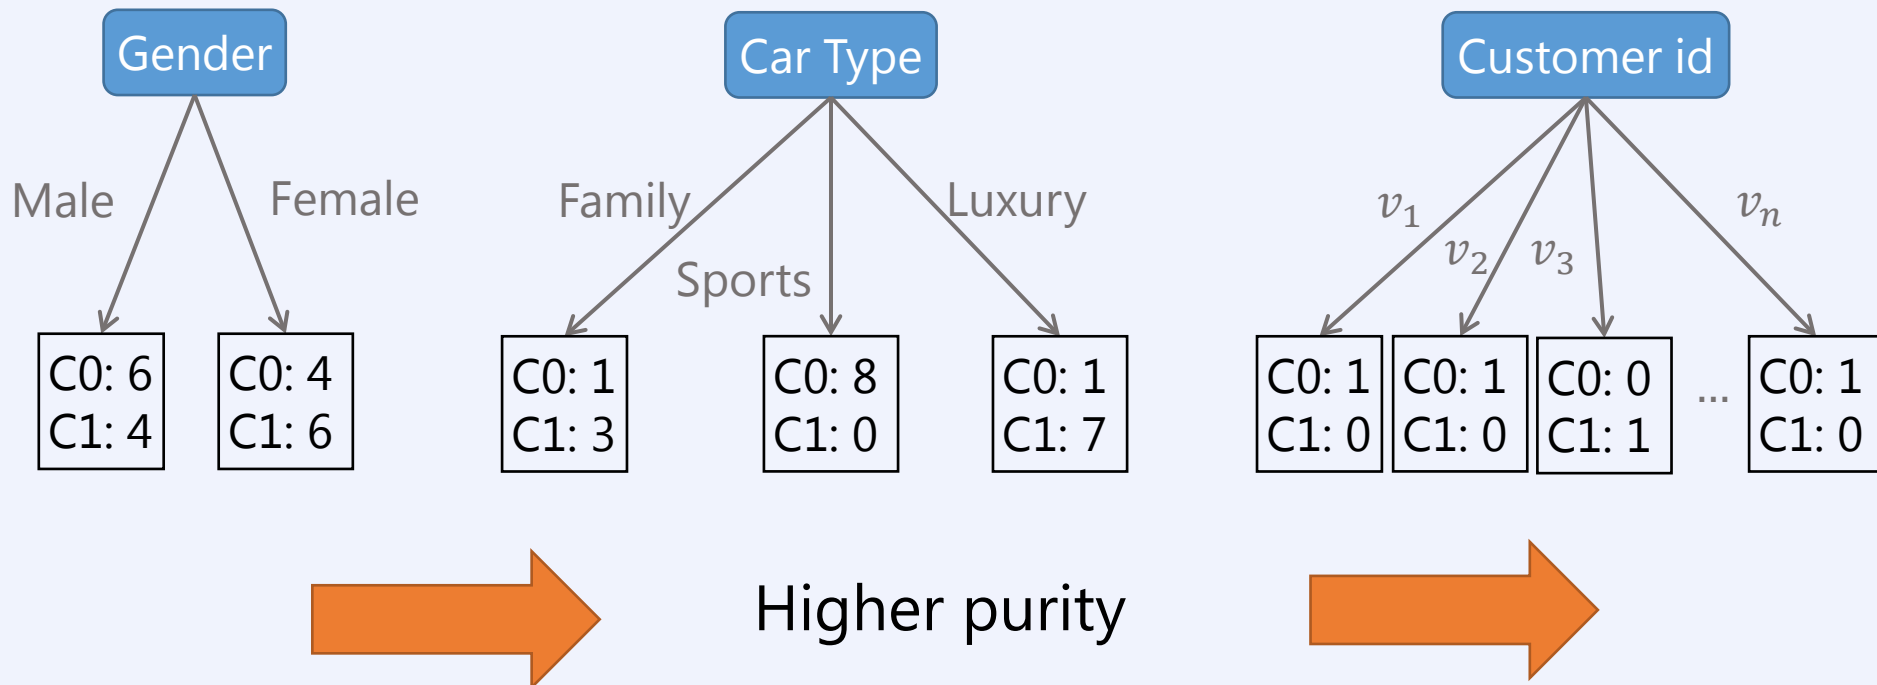 Gender
Car Type
Customer id
Male
Female
Family
Sports
Luxury
v₁
v₂
v₃
vₙ
C0: 6
C1: 4
C0: 4
C1: 6
C0: 1
C1: 3
C0: 8
C1: 0
C0: 1
C1: 7
C0: 1
C1: 0
C0: 1
C1: 0
C0: 0
C1: 1
...
C0: 1
C1: 0
Higher purity